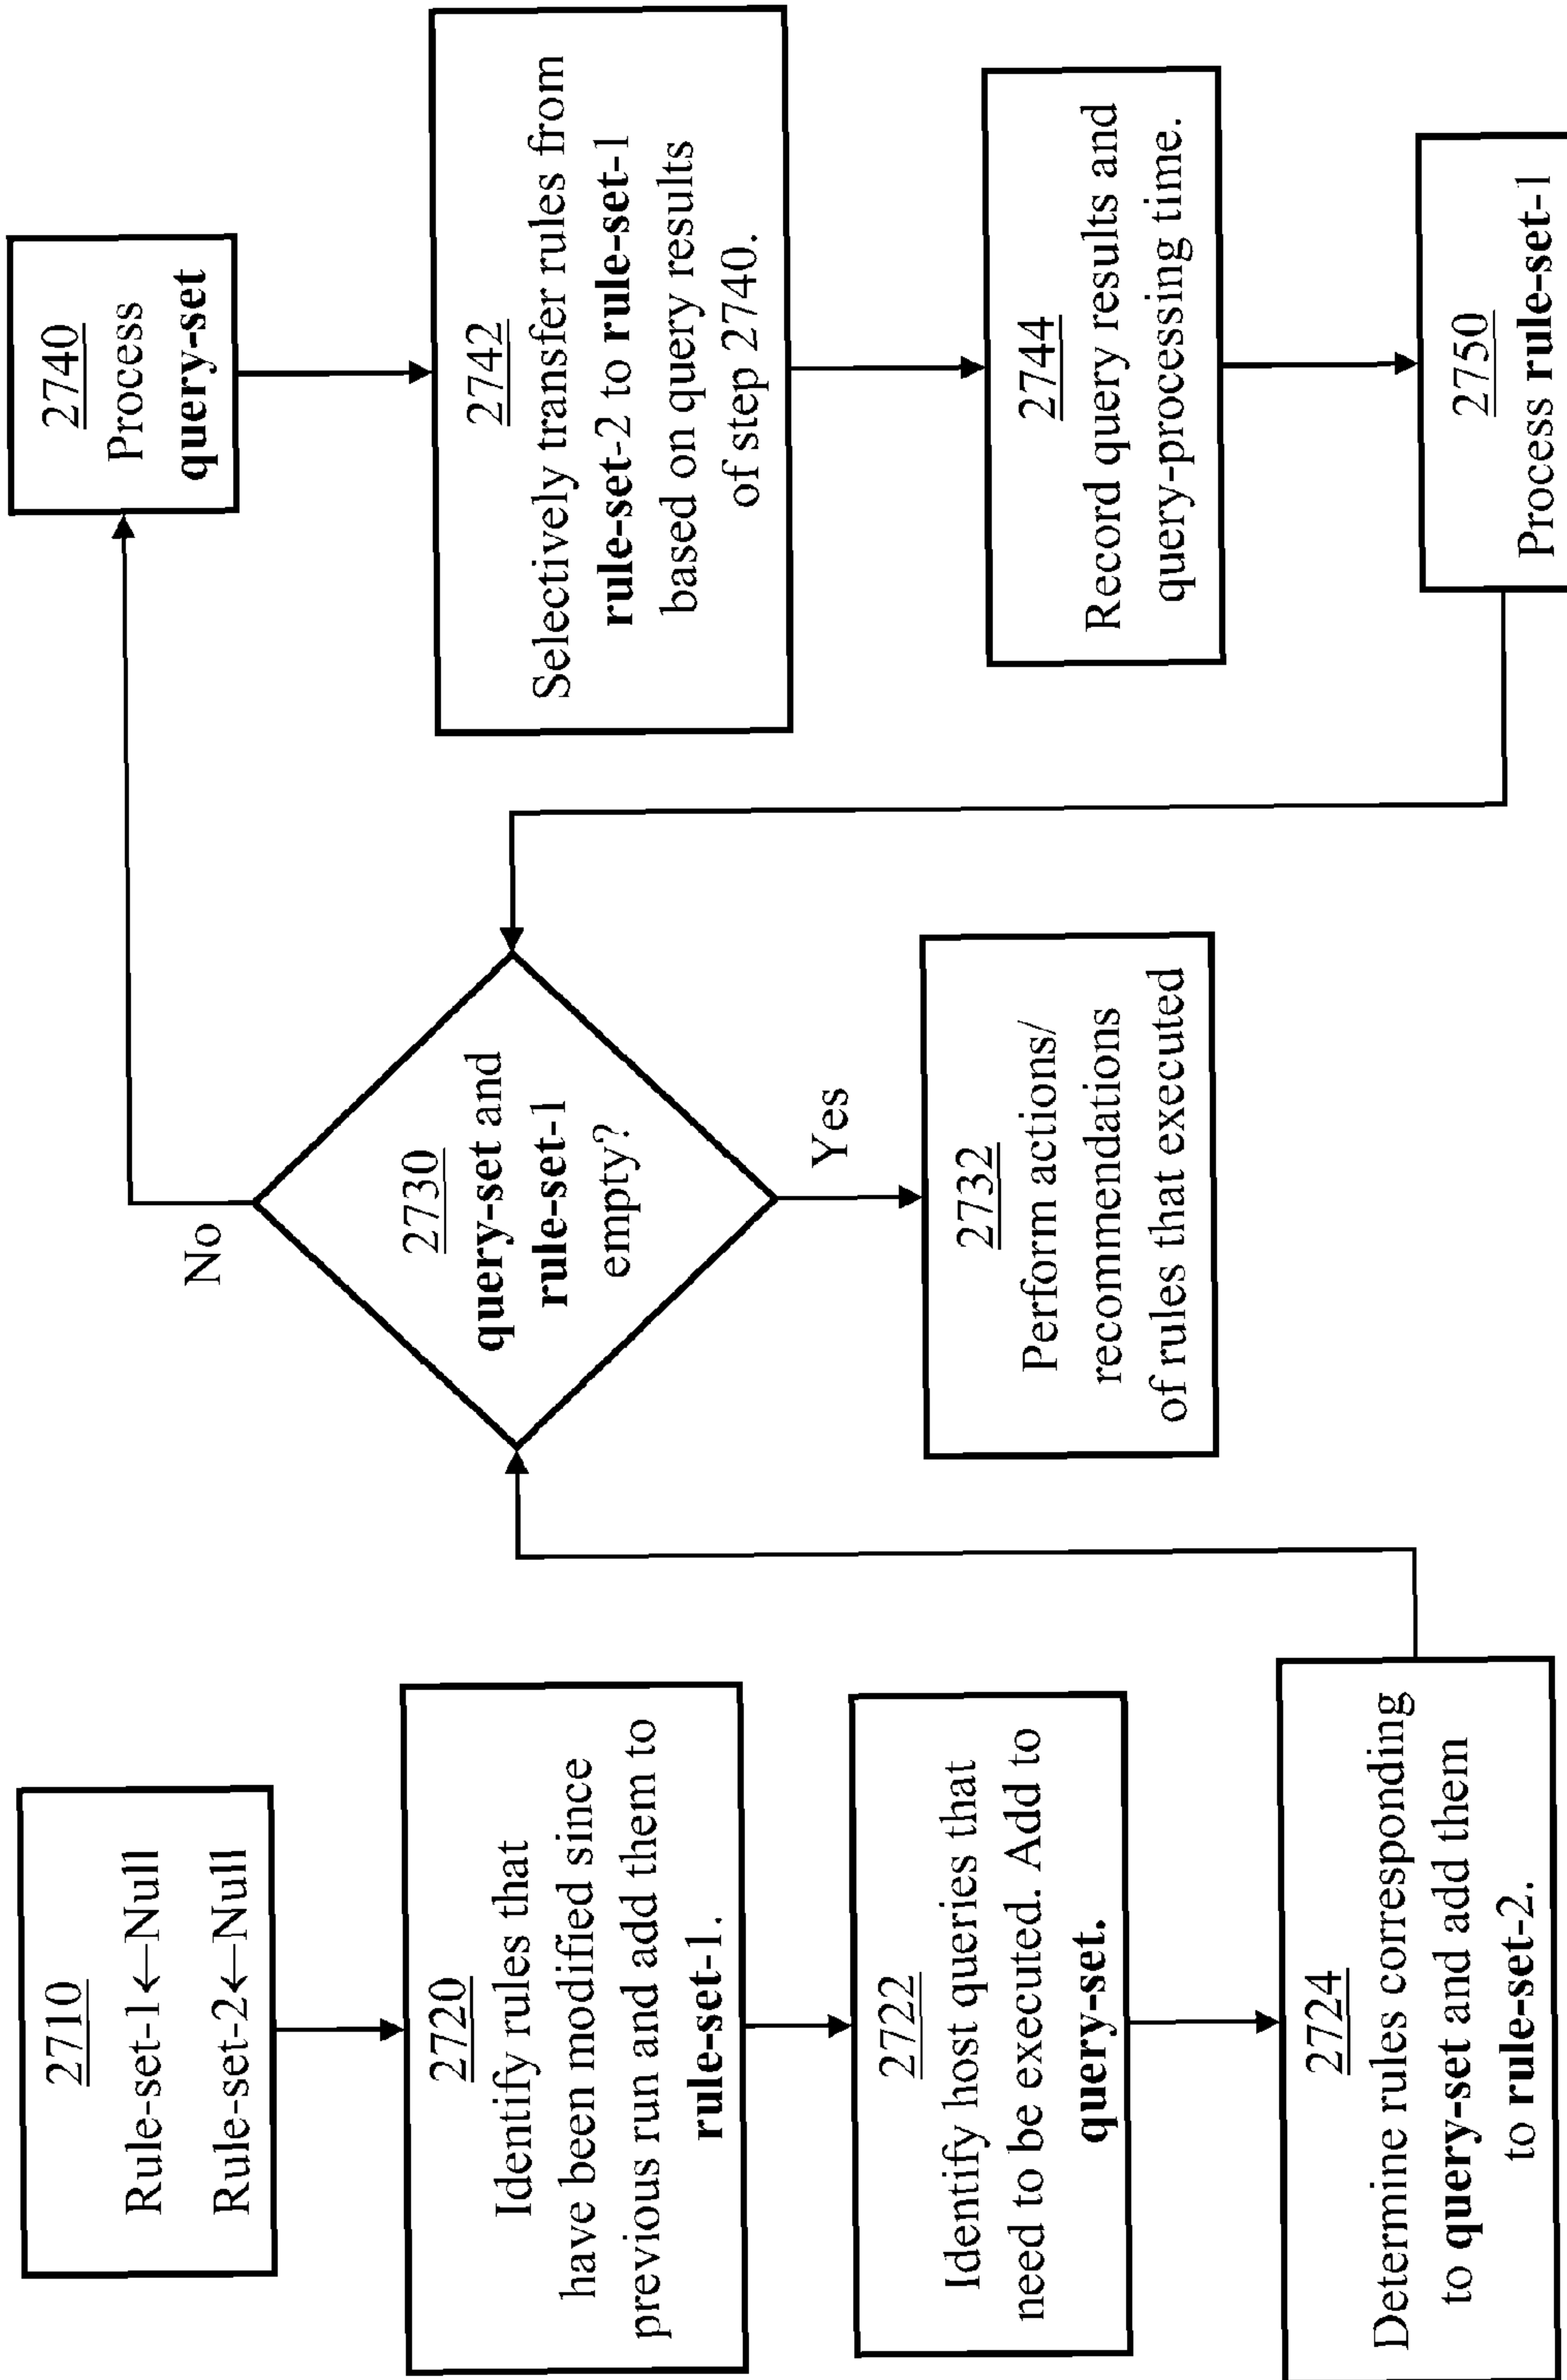 2710
Rule-set-1←Null
Rule-set-2←Null
2720
Identify rules that
have been modified since
previous run and add them to
rule-set-1.
2722
Identify host queries that
need to be executed. Add to
query-set.
2724
Determine rules corresponding
to query-set and add them
to rule-set-2.
No
2730
query-set and
rule-set-1
empty?
Yes
2732
Perform actions/
recommendations
of rules that executed
2740
Process
query-set
2742
Selectively transfer rules from
rule-set-2 to rule-set-1
based on query results
of step 2740.
2744
Record query results and
query-processing time.
2750
Process rule-set-1